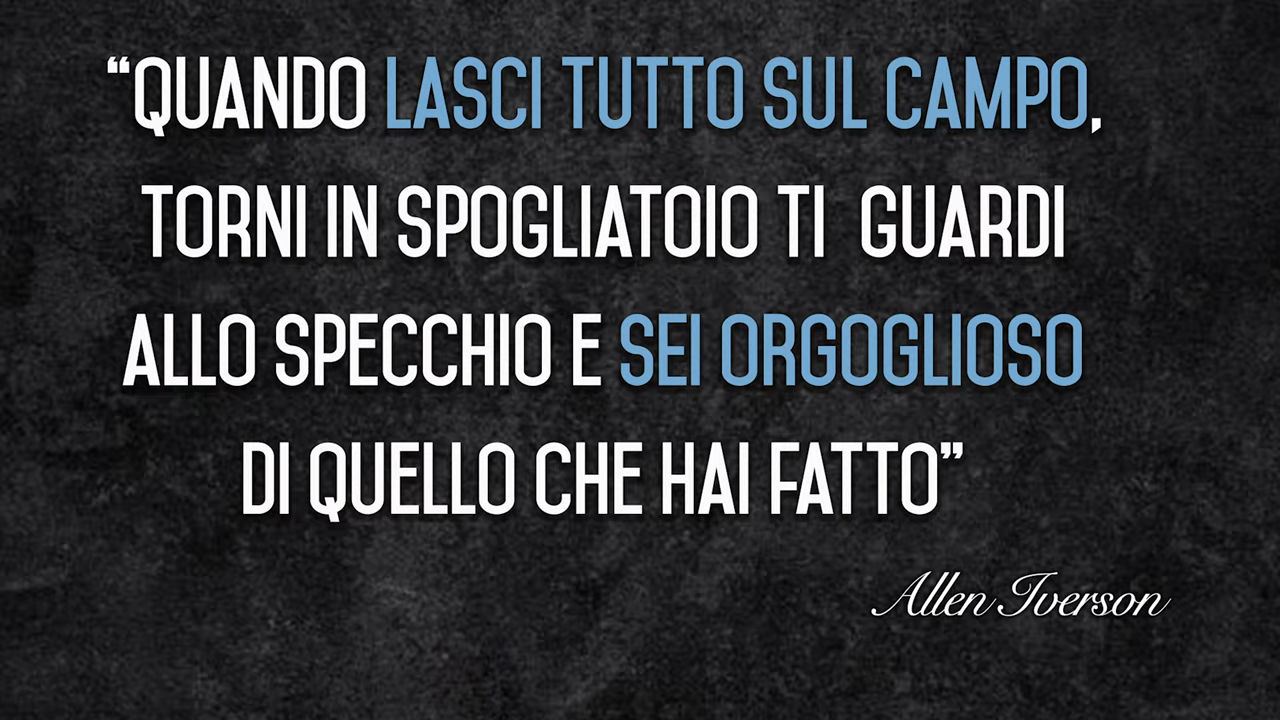 “QUANDO LASCI TUTTO SUL CAMPO,
TORNI IN SPOGLIATOIO TI GUARDI
ALLO SPECCHIO E SEI ORGOGLIOSO
DI QUELLO CHE HAI FATTO”
Allen Iverson